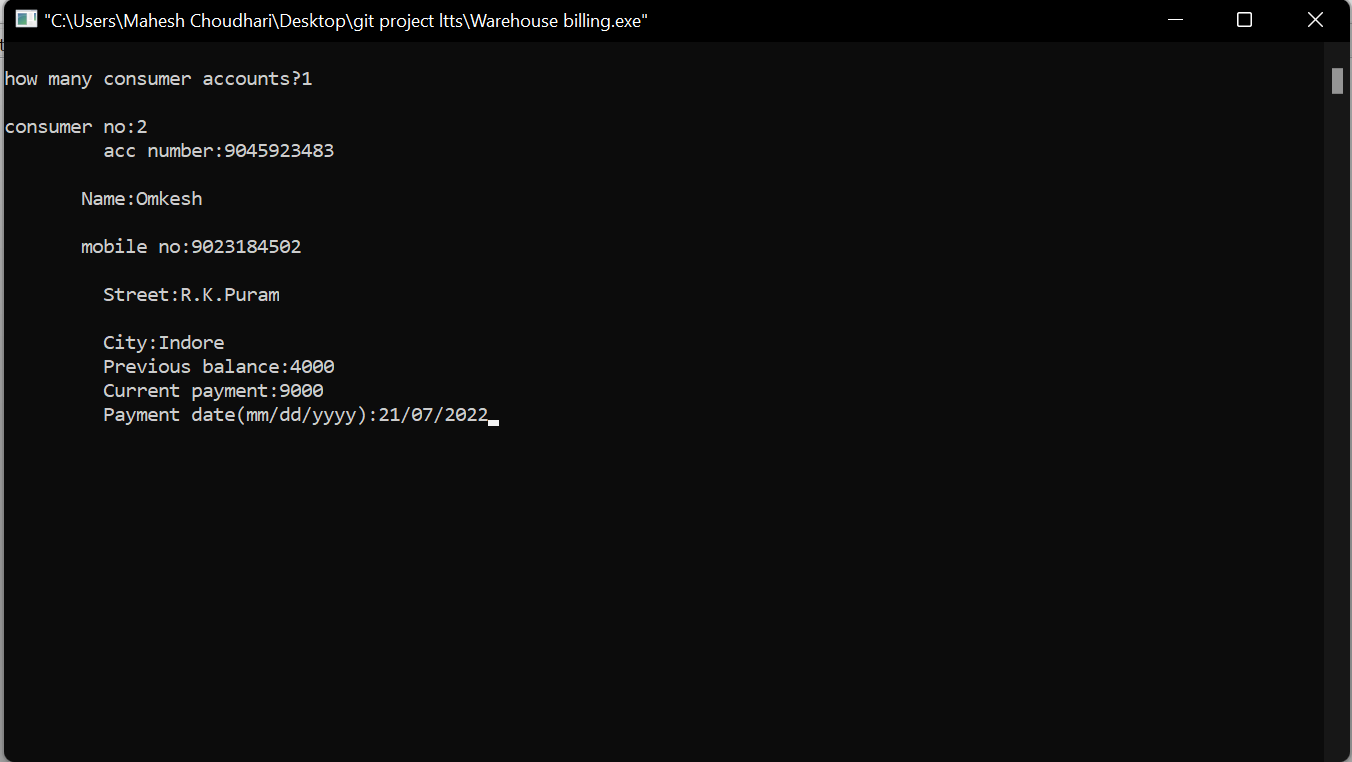 "C:\Users\Mahesh Choudhari\Desktop\git project ltts\Warehouse billing.exe"
how many consumer accounts?1
consumer no:2
acc number:9045923483
Name:Omkesh
mobile no:9023184502
Street:R.K.Puram
City:Indore
Previous balance:4000
Current payment:9000
Payment date(mm/dd/yyyy):21/07/2022